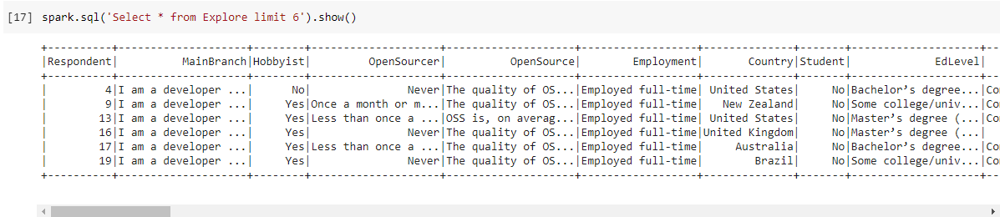 [17] spark.sql('Select * from Explore limit 6').show()
+----------+--------------------+--------+--------------------+--------------------+------------------+--------------+-------+--------------------+---
|Respondent|          MainBranch|Hobbyist|         OpenSourcer|          OpenSource|        Employment|       Country|Student|             EdLevel|
+----------+--------------------+--------+--------------------+--------------------+------------------+--------------+-------+--------------------+---
|         4|I am a developer ...|      No|               Never|The quality of OS...|Employed full-time| United States|     No|Bachelor’s degree...|Co
|         9|I am a developer ...|     Yes|Once a month or m...|The quality of OS...|Employed full-time|   New Zealand|     No|Some college/univ...|Co
|        13|I am a developer ...|     Yes|Less than once a ...|OSS is, on averag...|Employed full-time| United States|     No|Master’s degree (...|Co
|        16|I am a developer ...|     Yes|               Never|The quality of OS...|Employed full-time|United Kingdom|     No|Master’s degree (...|
|        17|I am a developer ...|     Yes|Less than once a ...|The quality of OS...|Employed full-time|     Australia|     No|Bachelor’s degree...|Co
|        19|I am a developer ...|     Yes|               Never|The quality of OS...|Employed full-time|        Brazil|     No|Some college/univ...|Co
+----------+--------------------+--------+--------------------+--------------------+------------------+--------------+-------+--------------------+---